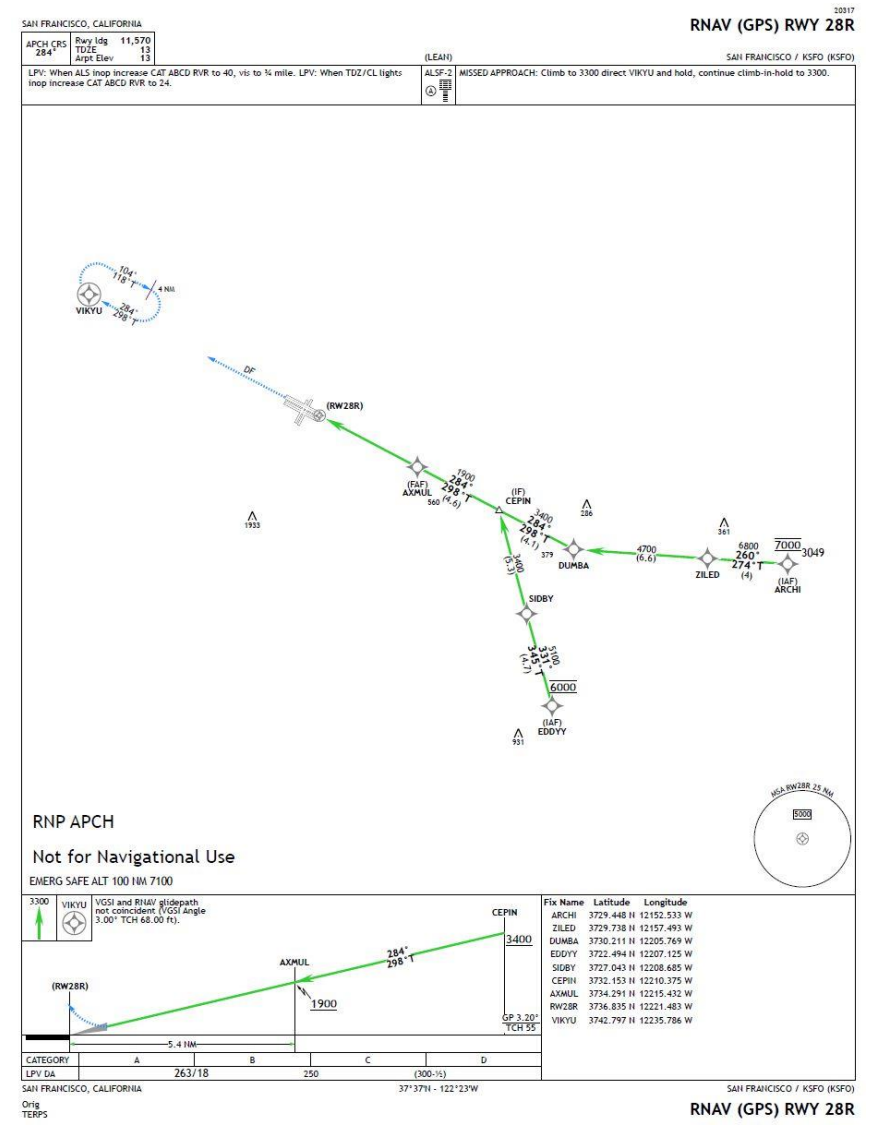 20317
SAN FRANCISCO, CALIFORNIA
RNAV (GPS) RWY 28R
APCH CRS
284°
Rwy ldg 11,570
TDZE 13
Arpt Elev 13
(LEAN)
SAN FRANCISCO / KSFO (KSFO)
LPV: When ALS inop increase CAT ABCD RVR to 40, vis to ¾ mile. LPV: When TDZ/CL lights
inop increase CAT ABCD RVR to 24.
ALSF-2
A
MISSED APPROACH: Climb to 3300 direct VIKYU and hold, continue climb-in-hold to 3300.
104°
118°T
4 NM
VIKYU
284°
298°T
DF
(RW28R)
(FAF)
AXMUL
1900
284°
298°T
(4.6)
560
(IF)
CEPIN
3400
284°
298°T
(4.1)
379
286
1933
DUMBA
4700
(6.6)
361
ZILED
6800
260°
274°T
(4)
7000
3049
(IAF)
ARCHI
3400
(5.3)
SIDBY
5100
331°
345°T
(4.7)
6000
(IAF)
EDDYY
931
MSA RW28R 25 NM
5000
RNP APCH
Not for Navigational Use
EMERG SAFE ALT 100 NM 7100
3300
VIKYU
VGSI and RNAV glidepath
not coincident (VGSI Angle
3.00° TCH 68.00 ft).
CEPIN
3400
284°
298°T
AXMUL
1900
(RW28R)
GP 3.20°
TCH 55
5.4 NM
Fix Name Latitude Longitude
ARCHI 3729.448 N 12152.533 W
ZILED 3729.738 N 12157.493 W
DUMBA 3730.211 N 12205.769 W
EDDYY 3722.494 N 12207.125 W
SIDBY 3727.043 N 12208.685 W
CEPIN 3732.153 N 12210.375 W
AXMUL 3734.291 N 12215.432 W
RW28R 3736.835 N 12221.483 W
VIKYU 3742.797 N 12235.786 W
CATEGORY A B C D
LPV DA 263/18 250 (300-½)
SAN FRANCISCO, CALIFORNIA
37°37'N - 122°23'W
SAN FRANCISCO / KSFO (KSFO)
Orig
TERPS
RNAV (GPS) RWY 28R